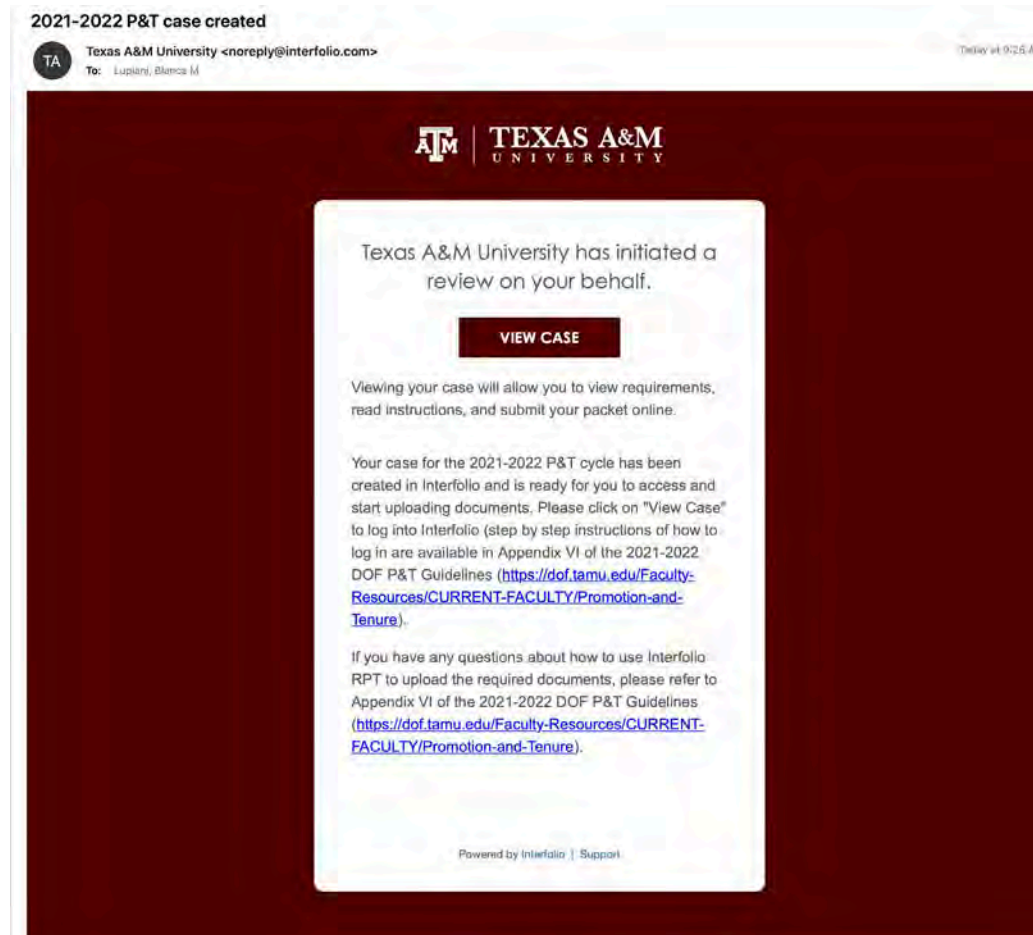 2021-2022 P&T case created
Texas A&M University <noreply@interfolio.com>
TA
Today at 9:26 A
To: Lupiani, Blanca M
ATM | TEXAS A&M
UNIVERSITY
Texas A&M University has initiated a
review on your behalf.
VIEW CASE
Viewing your case will allow you to view requirements,
read instructions, and submit your packet online.
Your case for the 2021-2022 P&T cycle has been
created in Interfolio and is ready for you to access and
start uploading documents. Please click on "View Case"
to log into Interfolio (step by step instructions of how to
log in are available in Appendix VI of the 2021-2022
DOF P&T Guidelines (https://dof.tamu.edu/Faculty-
Resources/CURRENT-FACULTY/Promotion-and-
Tenure).
If you have any questions about how to use Interfolio
RPT to upload the required documents, please refer to
Appendix VI of the 2021-2022 DOF P&T Guidelines
(https://dof.tamu.edu/Faculty-Resources/CURRENT-
FACULTY/Promotion-and-Tenure).
Powered by Interfolio | Support